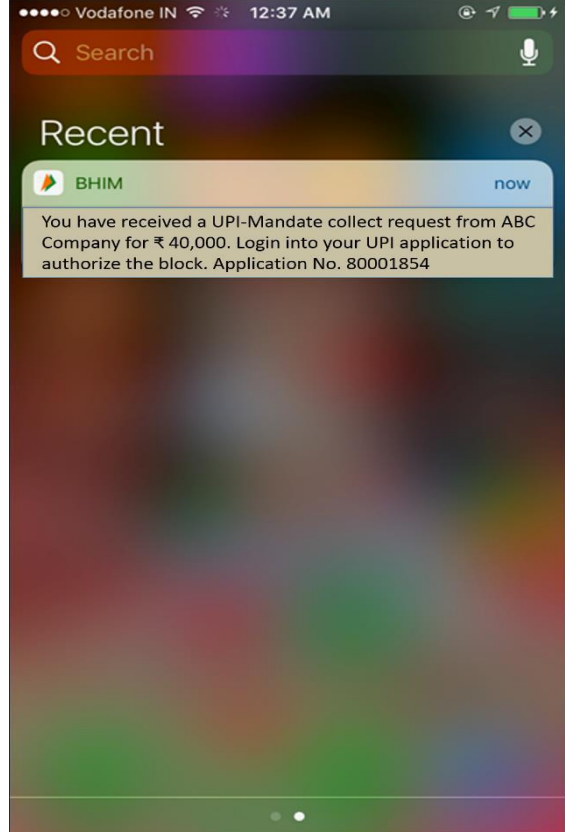 ●●●●○ Vodafone IN 12:37 AM
Search
Recent
BHIM now
You have received a UPI-Mandate collect request from ABC
Company for ₹ 40,000. Login into your UPI application to
authorize the block. Application No. 80001854